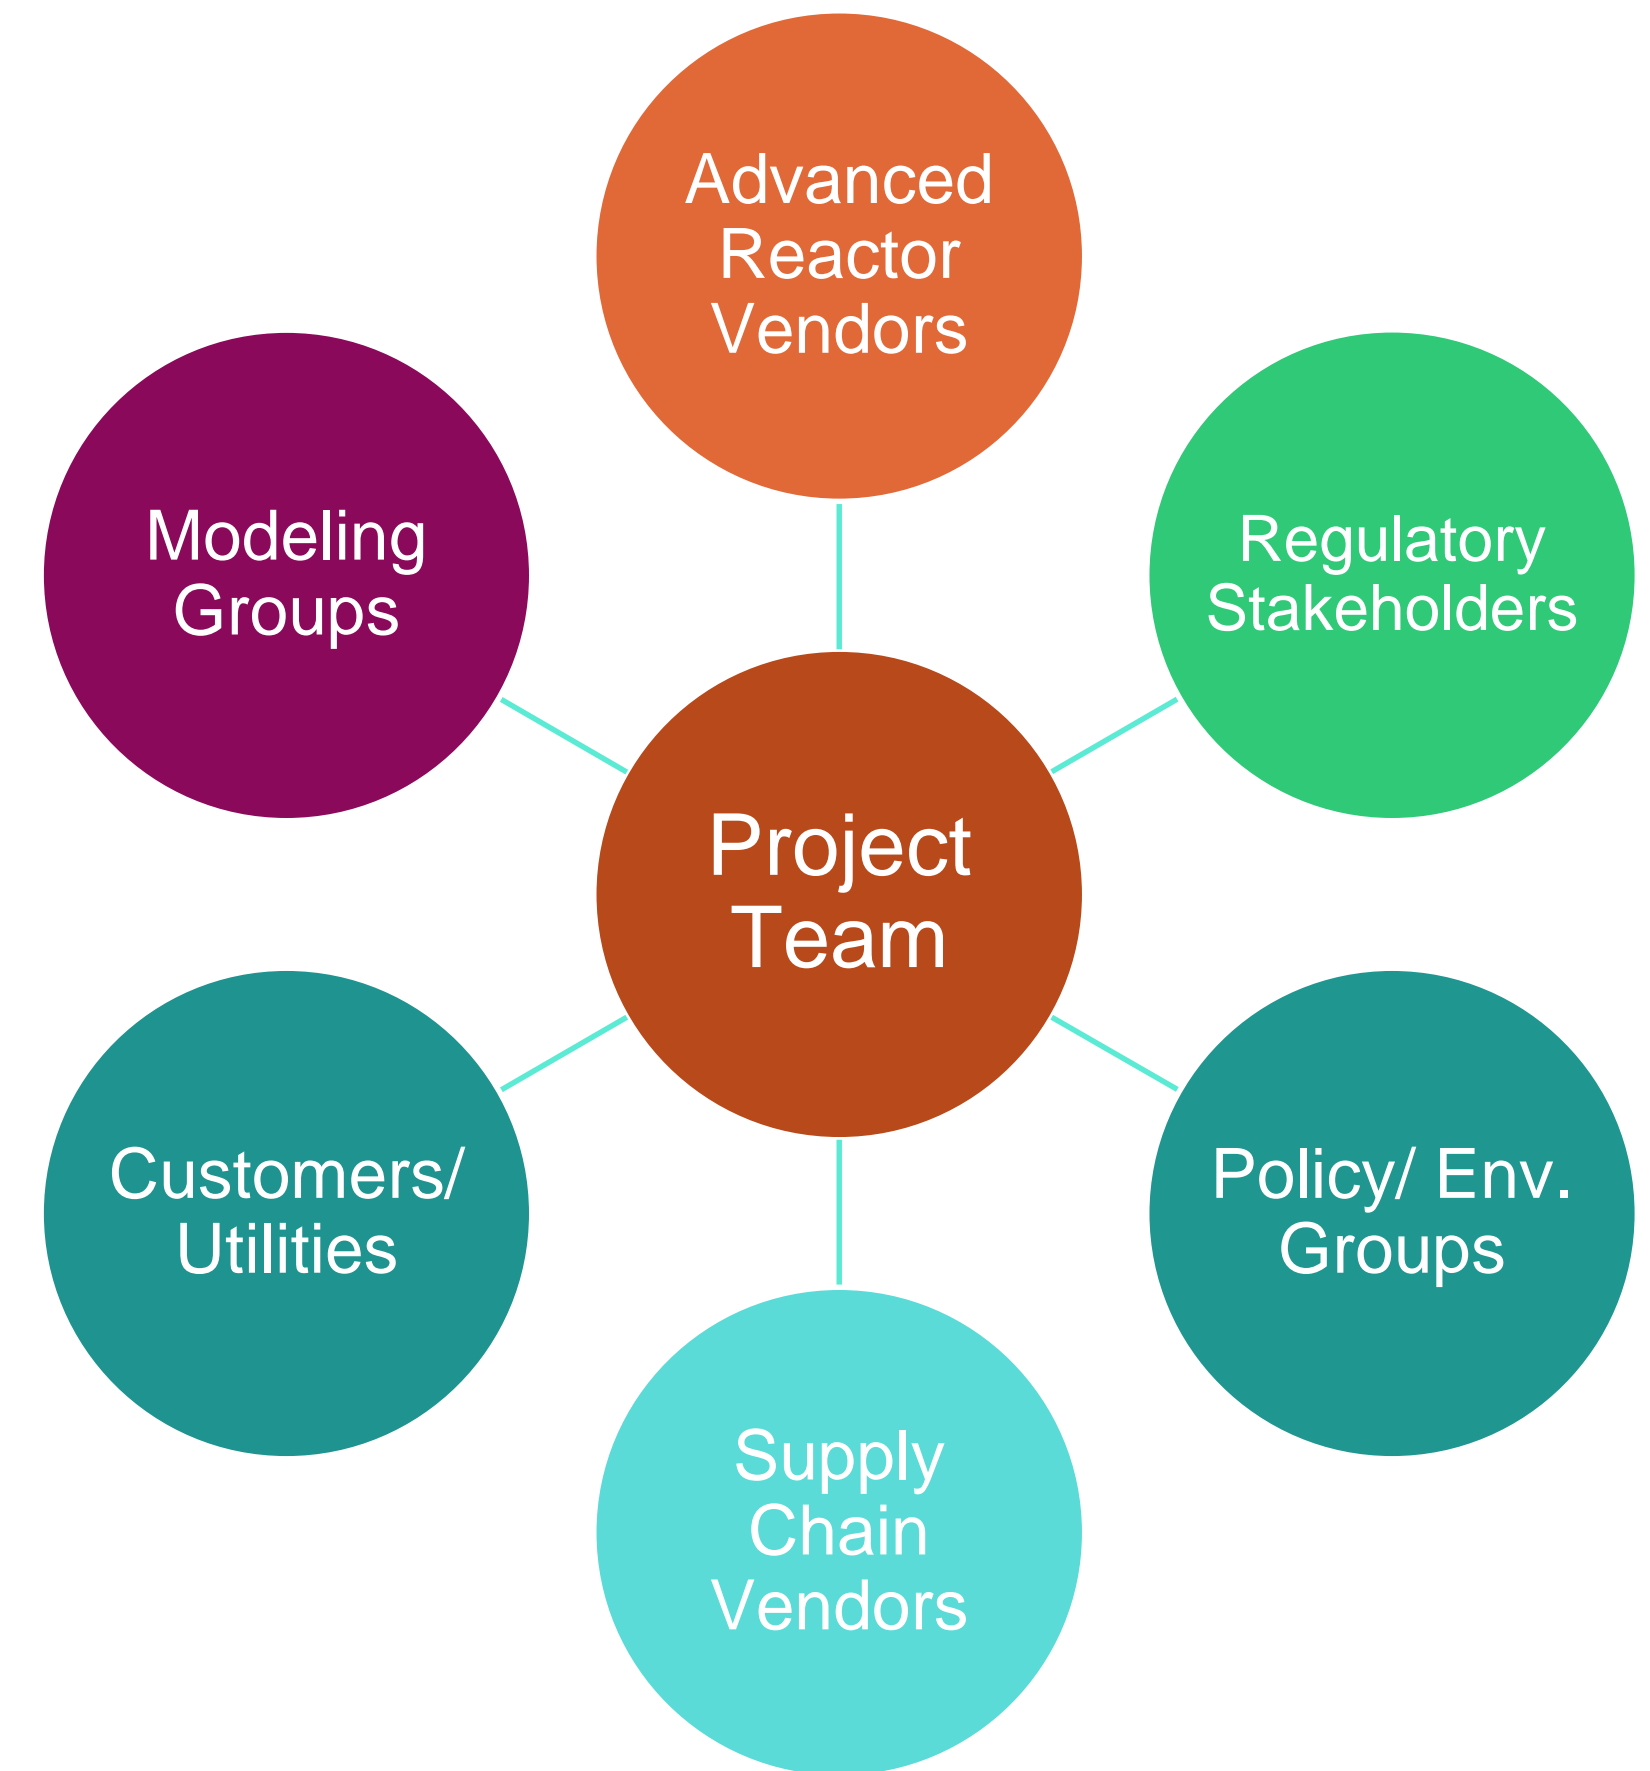 Advanced
Reactor
Vendors
Modeling
Groups
Regulatory
Stakeholders
Project
Team
Customers/
Utilities
Policy/ Env.
Groups
Supply
Chain
Vendors